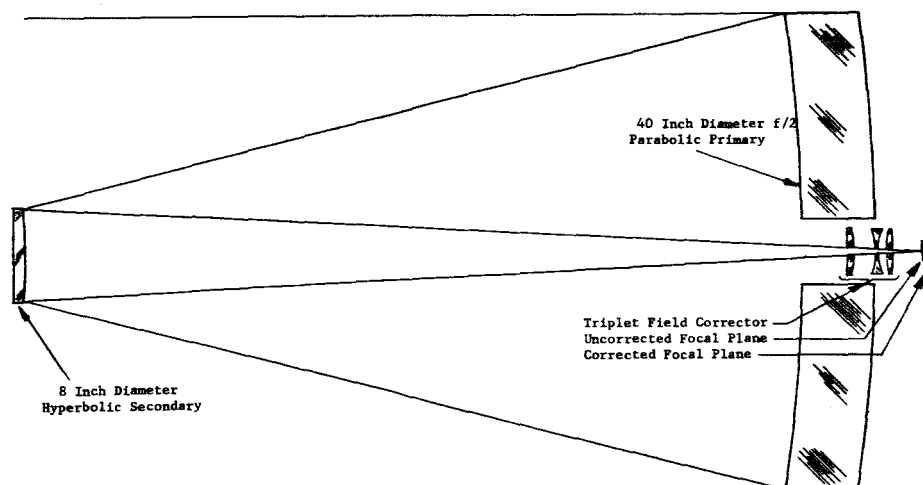 40 Inch Diameter f/2
Parabolic Primary
Triplet Field Corrector
Uncorrected Focal Plane
Corrected Focal Plane
8 Inch Diameter
Hyperbolic Secondary